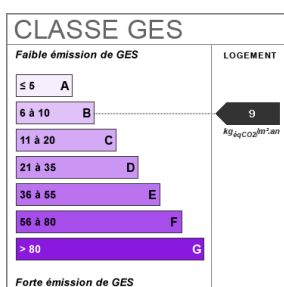 CLASSE GES
Faible émission de GES
LOGEMENT
≤ 5 A
6 à 10 B
9
kgéqCO2/m².an
11 à 20 C
21 à 35 D
36 à 55 E
56 à 80 F
> 80 G
Forte émission de GES